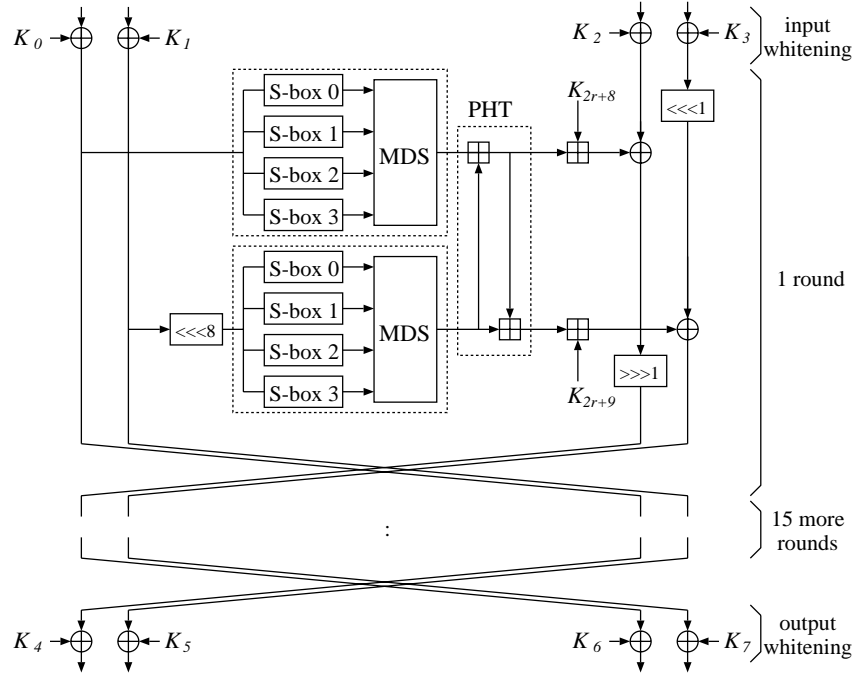 K0
K1
K2
K3
input
whitening
S-box 0
S-box 1
S-box 2
S-box 3
MDS
PHT
K2r+8
<<<1
1 round
<<<8
S-box 0
S-box 1
S-box 2
S-box 3
MDS
K2r+9
>>>1
:
15 more
rounds
K4
K5
K6
K7
output
whitening